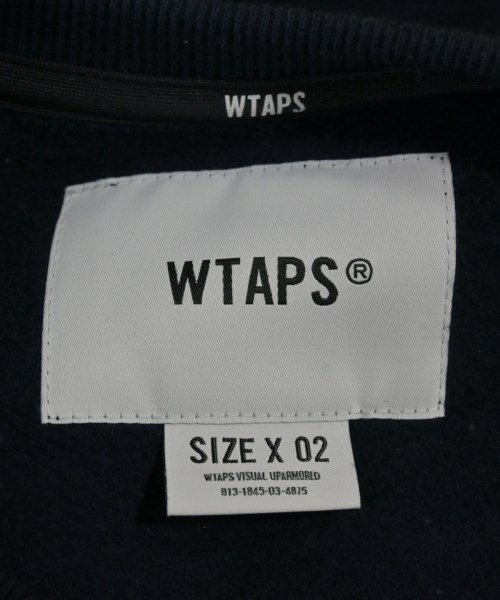 WTAPS
WTAPS®
SIZE X 02
WTAPS VISUAL UPARMORED
813-1845-03-4875